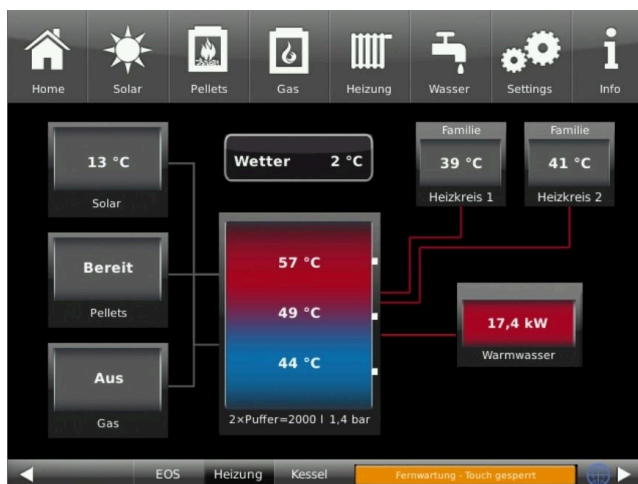 Home Solar Pellets Gas Heizung Wasser Settings Info
13 °C
Solar
Wetter 2 °C
Familie
39 °C
Heizkreis 1
Familie
41 °C
Heizkreis 2
Bereit
Pellets
57 °C
49 °C
44 °C
2×Puffer=2000 l 1,4 bar
17,4 kW
Warmwasser
Aus
Gas
EOS Heizung Kessel Fernwartung - Touch gesperrt